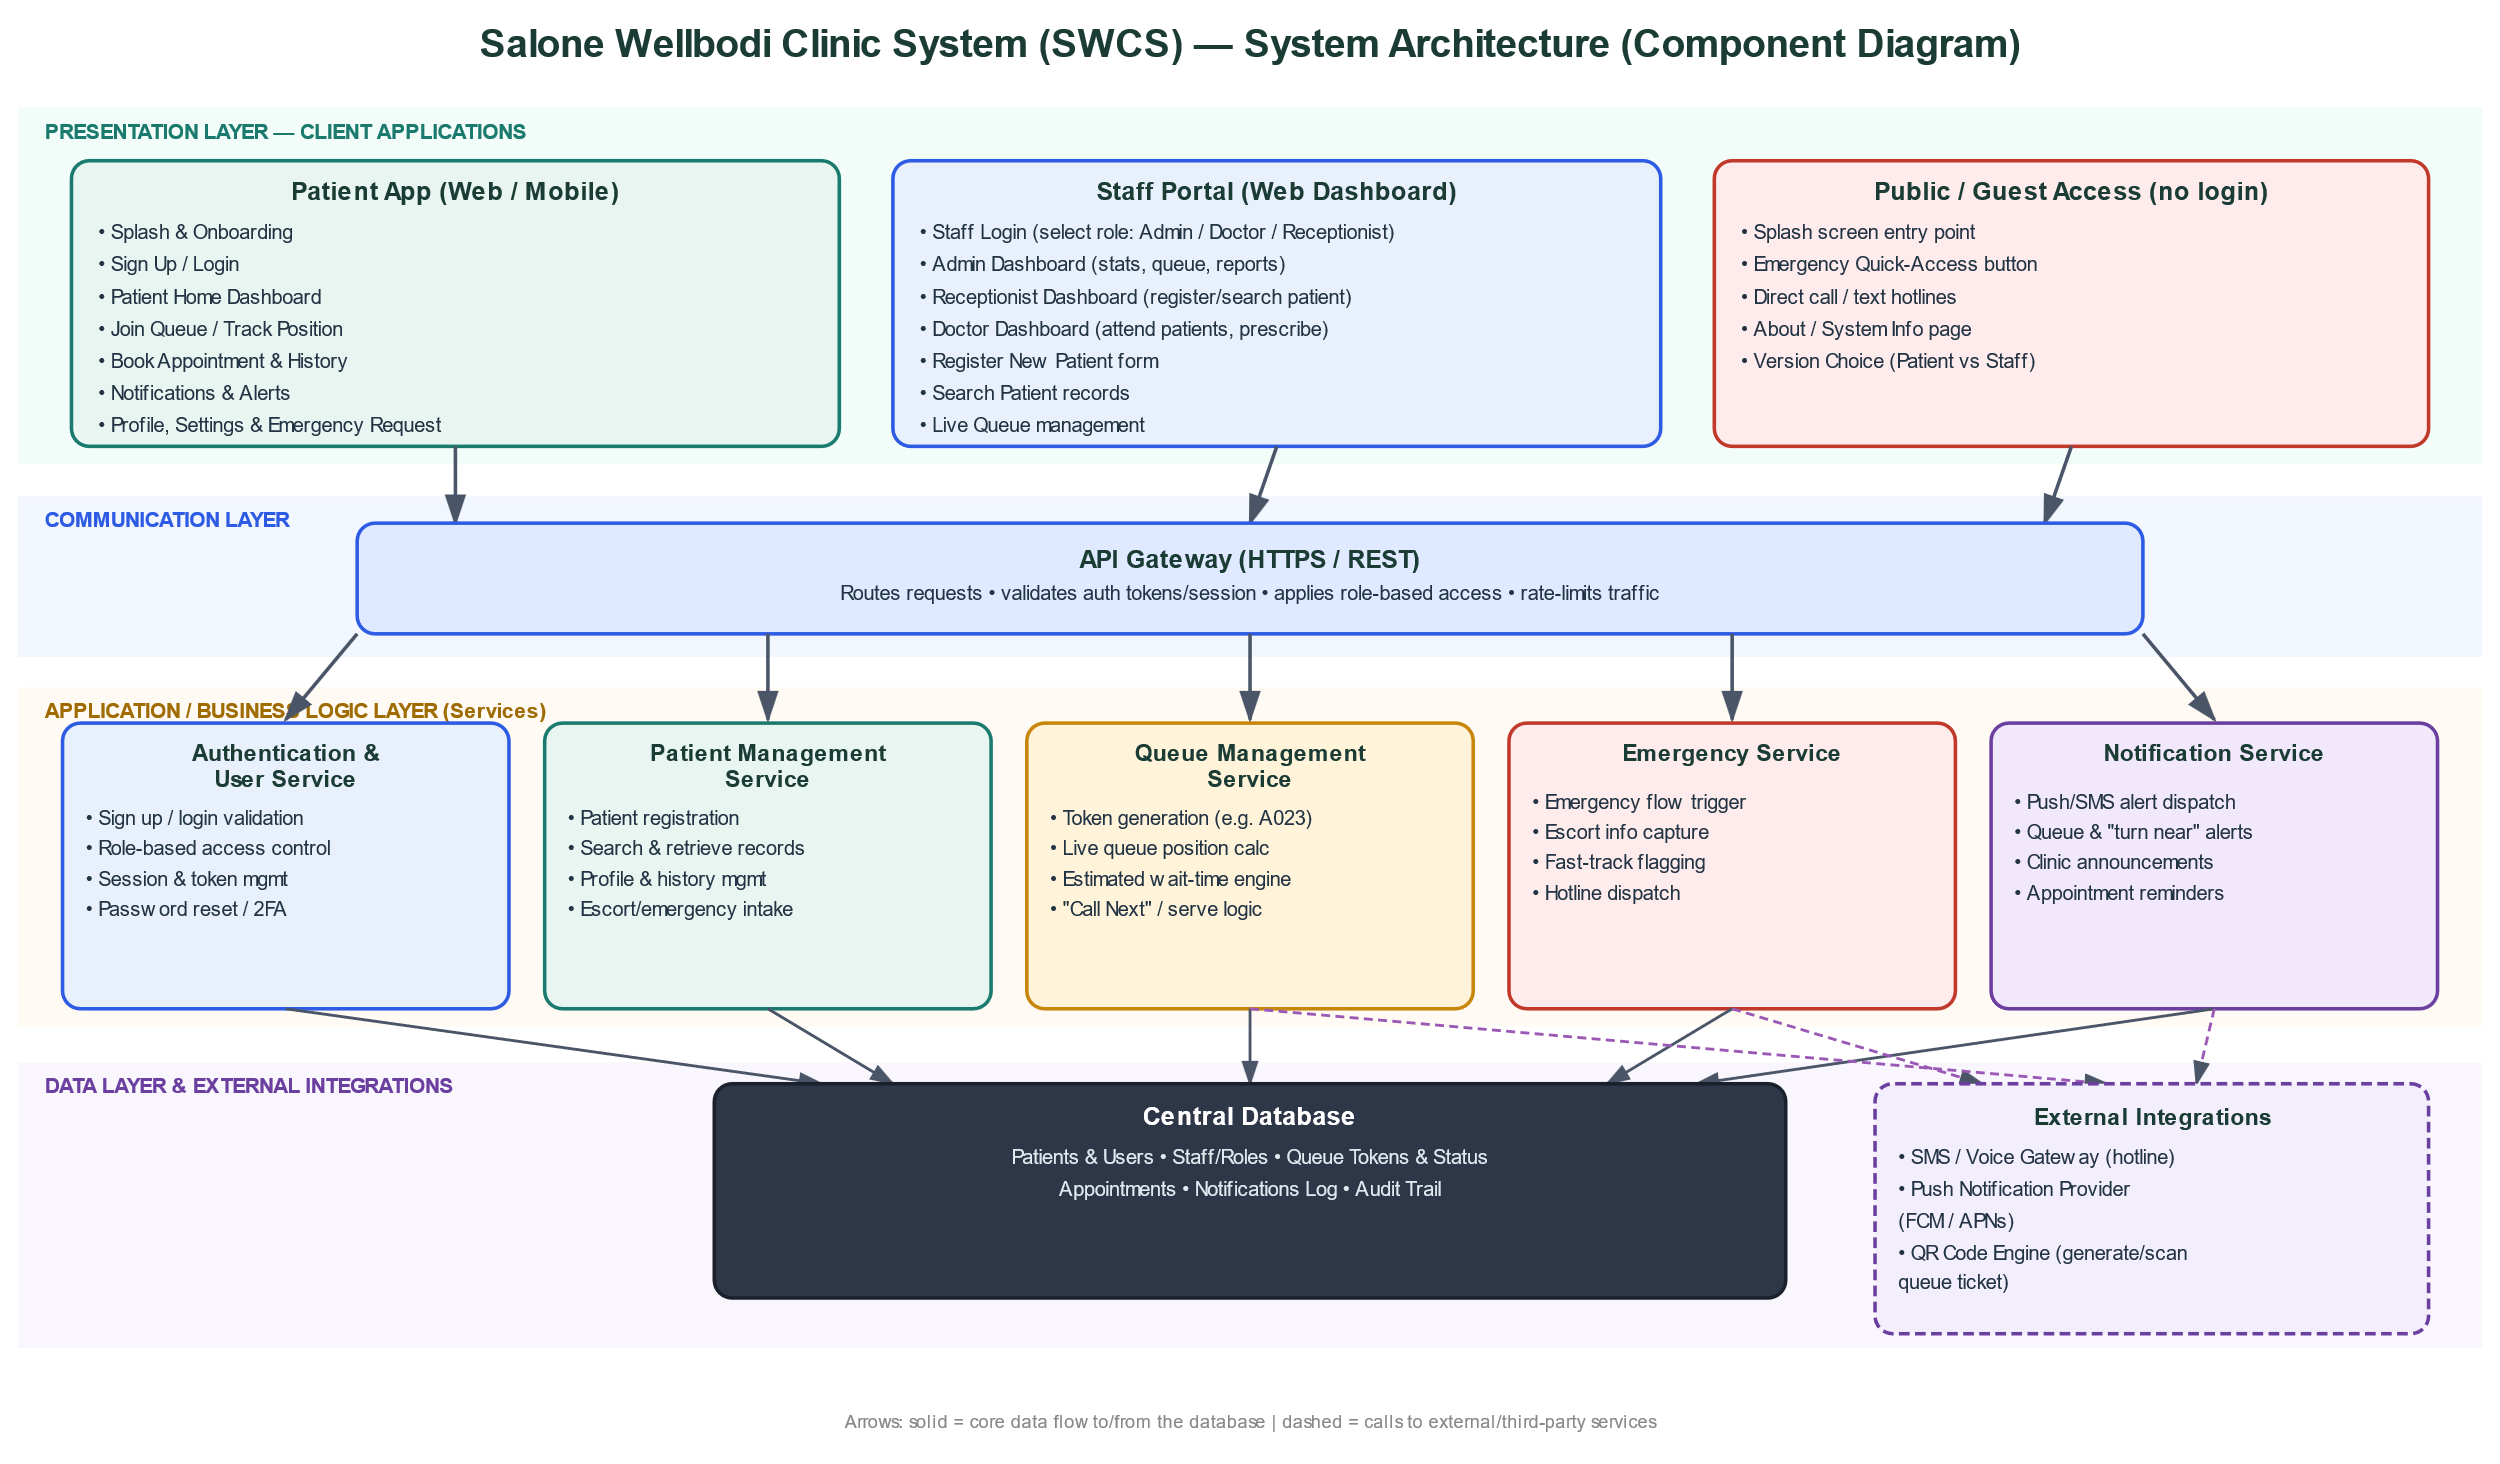 Salone Wellbodi Clinic System (SWCS) — System Architecture (Component Diagram)
PRESENTATION LAYER — CLIENT APPLICATIONS
Patient App (Web / Mobile)
• Splash & Onboarding
• Sign Up / Login
• Patient Home Dashboard
• Join Queue / Track Position
• Book Appointment & History
• Notifications & Alerts
• Profile, Settings & Emergency Request
Staff Portal (Web Dashboard)
• Staff Login (select role: Admin / Doctor / Receptionist)
• Admin Dashboard (stats, queue, reports)
• Receptionist Dashboard (register/search patient)
• Doctor Dashboard (attend patients, prescribe)
• Register New Patient form
• Search Patient records
• Live Queue management
Public / Guest Access (no login)
• Splash screen entry point
• Emergency Quick-Access button
• Direct call / text hotlines
• About / System Info page
• Version Choice (Patient vs Staff)
COMMUNICATION LAYER
API Gateway (HTTPS / REST)
Routes requests • validates auth tokens/session • applies role-based access • rate-limits traffic
APPLICATION / BUSINESS LOGIC LAYER (Services)
Authentication &
User Service
• Sign up / login validation
• Role-based access control
• Session & token mgmt
• Password reset / 2FA
Patient Management
Service
• Patient registration
• Search & retrieve records
• Profile & history mgmt
• Escort/emergency intake
Queue Management
Service
• Token generation (e.g. A023)
• Live queue position calc
• Estimated wait-time engine
• "Call Next" / serve logic
Emergency Service
• Emergency flow trigger
• Escort info capture
• Fast-track flagging
• Hotline dispatch
Notification Service
• Push/SMS alert dispatch
• Queue & "turn near" alerts
• Clinic announcements
• Appointment reminders
DATA LAYER & EXTERNAL INTEGRATIONS
Central Database
Patients & Users • Staff/Roles • Queue Tokens & Status
Appointments • Notifications Log • Audit Trail
External Integrations
• SMS / Voice Gateway (hotline)
• Push Notification Provider
(FCM / APNs)
• QR Code Engine (generate/scan
queue ticket)
Arrows: solid = core data flow to/from the database | dashed = calls to external/third-party services